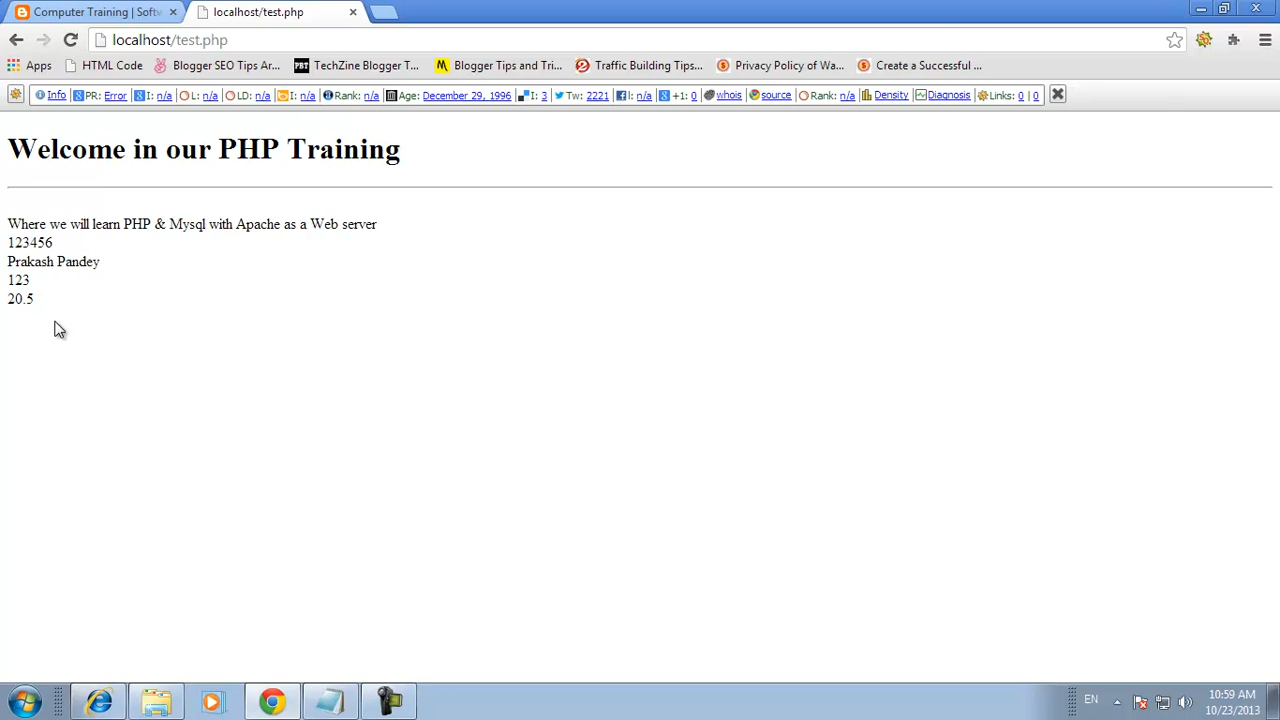 Computer Training | Softw
localhost/test.php
localhost/test.php
Apps HTML Code Blogger SEO Tips Ar... PBT TechZine Blogger T... Blogger Tips and Tri... Traffic Building Tips... Privacy Policy of Wa... Create a Successful ...
Info PR: Error I: n/a L: n/a LD: n/a I: n/a Rank: n/a Age: December 29, 1996 I: 3 Tw: 2221 l: n/a +1: 0 whois source Rank: n/a Density Diagnosis Links: 0 | 0
Welcome in our PHP Training
Where we will learn PHP & Mysql with Apache as a Web server
123456
Prakash Pandey
123
20.5
EN
10:59 AM
10/23/2013